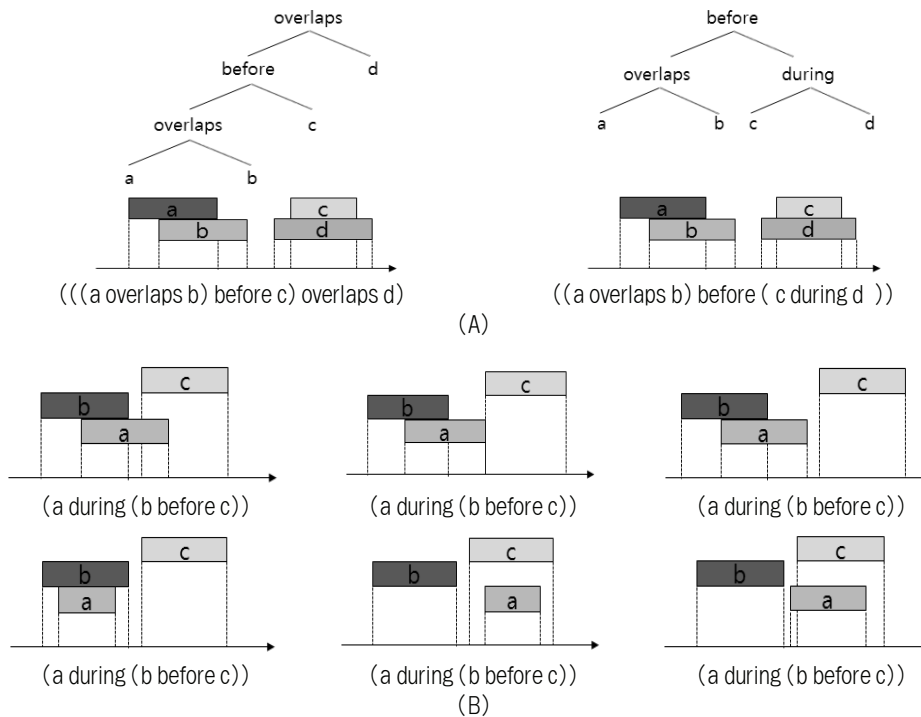 overlaps
before
d
overlaps
c
a
b
a
b
c
d
(((a overlaps b) before c) overlaps d)
before
overlaps
during
a
b
c
d
a
b
c
d
((a overlaps b) before ( c during d ))
(A)
b
a
c
(a during (b before c))
b
a
c
(a during (b before c))
b
a
c
(a during (b before c))
b
a
c
(a during (b before c))
b
c
a
(a during (b before c))
b
c
a
(a during (b before c))
(B)